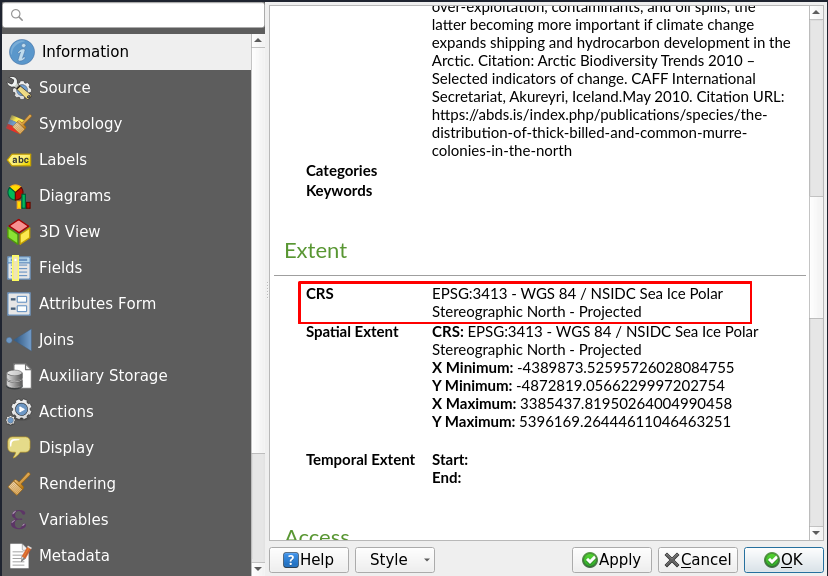 Information
Source
Symbology
abc Labels
Diagrams
3D View
Fields
Attributes Form
Joins
Auxiliary Storage
Actions
Display
Rendering
Variables
Metadata
over-exploitation, contaminants, and oil spills, the
latter becoming more important if climate change
expands shipping and hydrocarbon development in the
Arctic. Citation: Arctic Biodiversity Trends 2010 –
Selected indicators of change. CAFF International
Secretariat, Akureyri, Iceland.May 2010. Citation URL:
https://abds.is/index.php/publications/species/the-
distribution-of-thick-billed-and-common-murre-
colonies-in-the-north
Categories
Keywords
Extent
CRS EPSG:3413 - WGS 84 / NSIDC Sea Ice Polar
Stereographic North - Projected
Spatial Extent CRS: EPSG:3413 - WGS 84 / NSIDC Sea Ice Polar
Stereographic North - Projected
X Minimum: -4389873.52595726028084755
Y Minimum: -4872819.0566229997202754
X Maximum: 3385437.81950264004990458
Y Maximum: 5396169.26444611046463251
Temporal Extent Start:
End:
Access
Help Style Apply Cancel OK